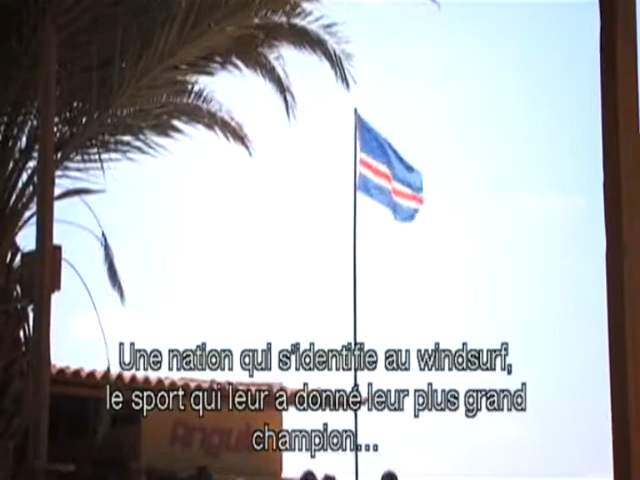 Une nation qui s'identifie au windsurf,
le sport qui leur a donné leur plus grand
champion...